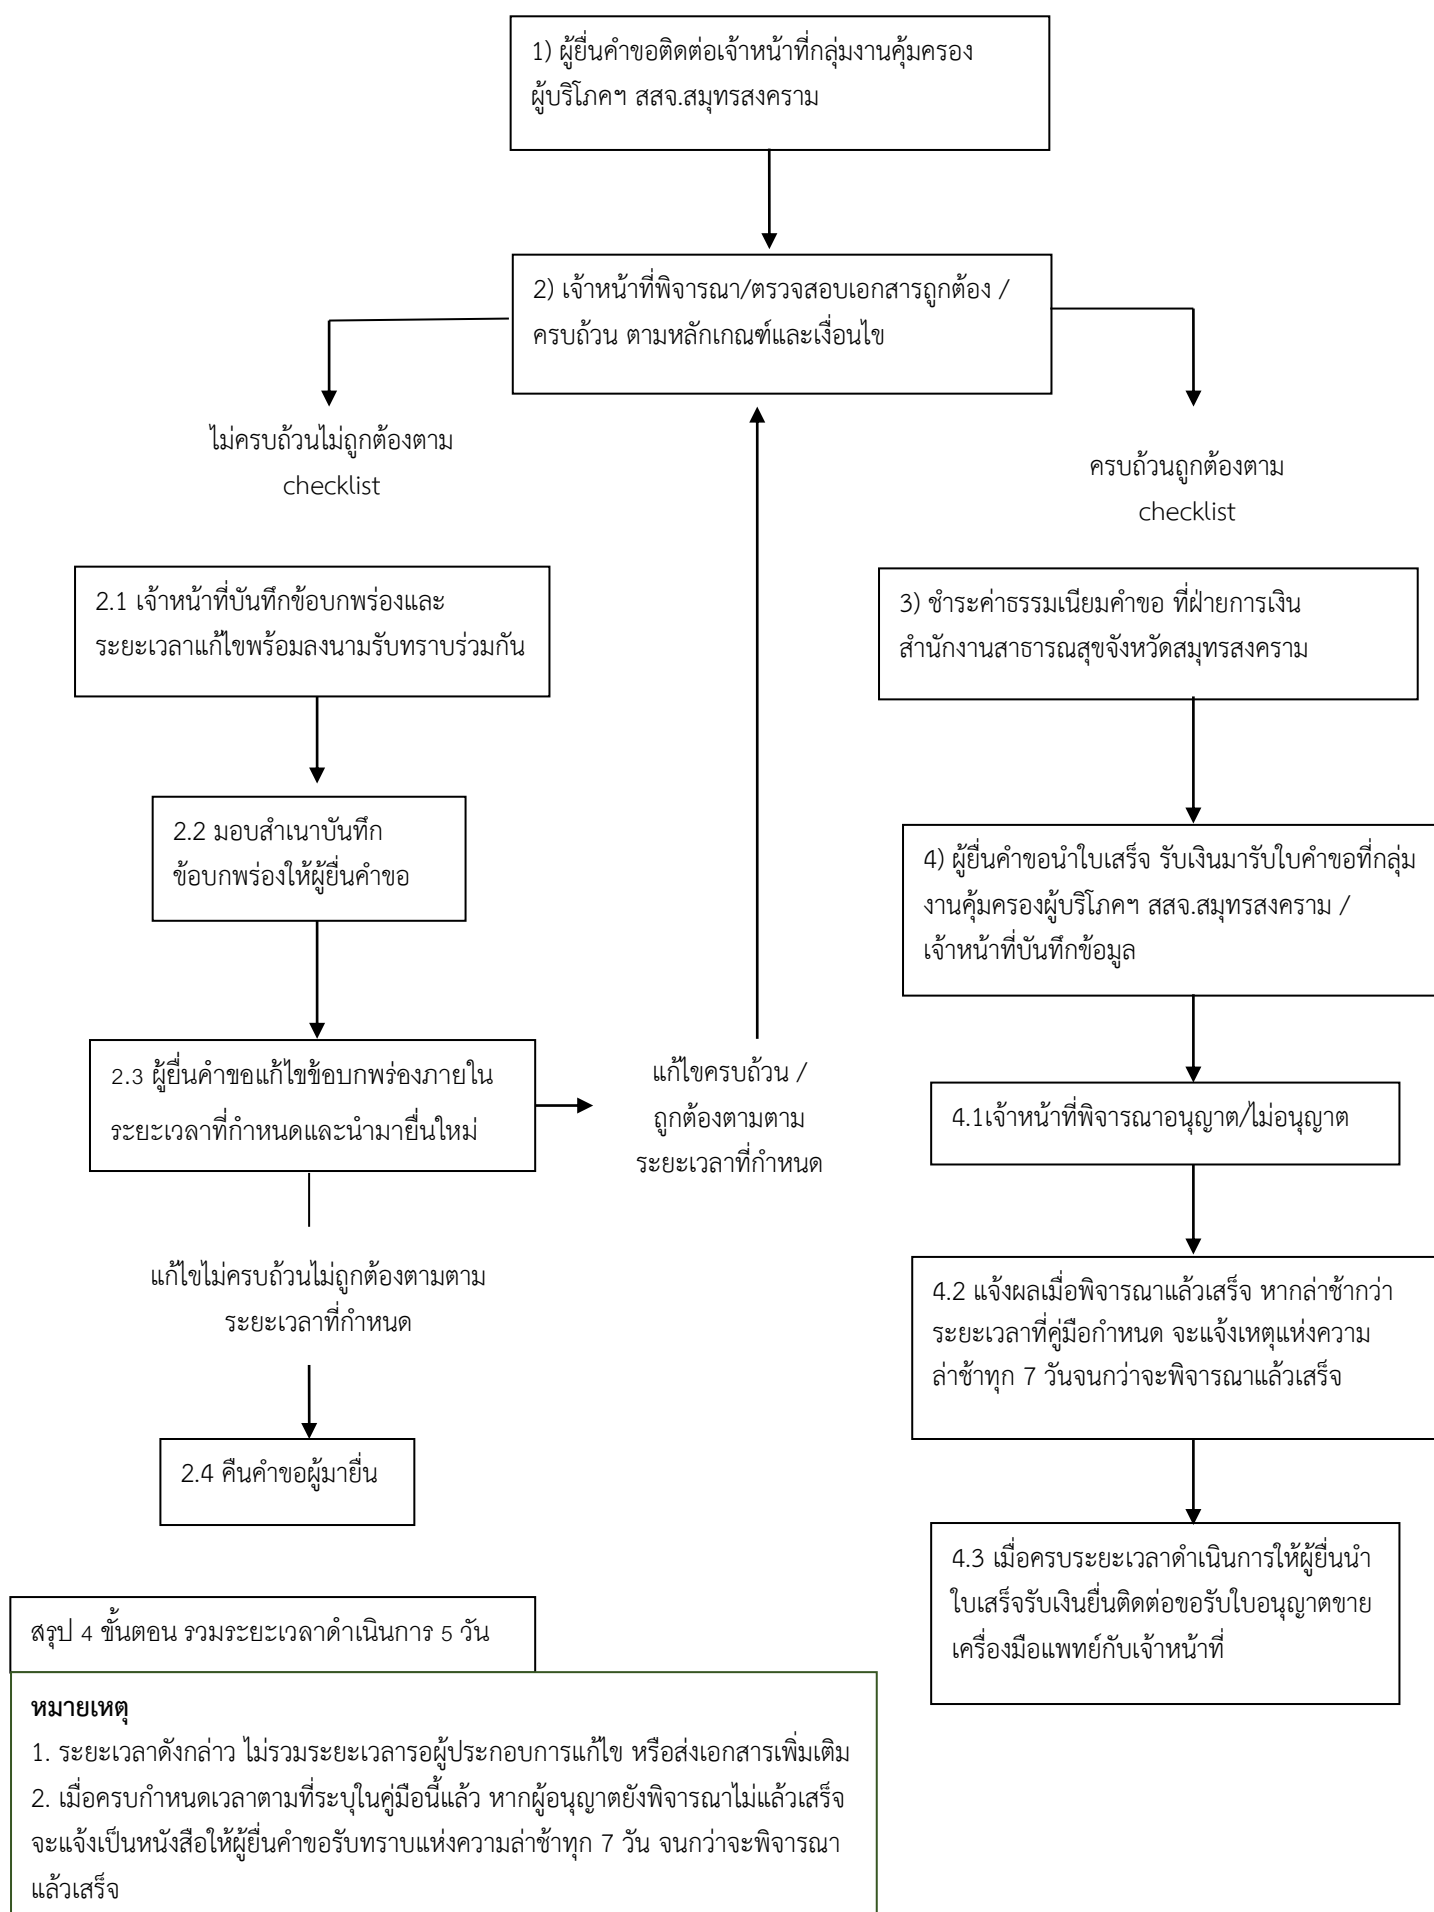 1) ผู้ยื่นคำขอติดต่อเจ้าหน้าที่กลุ่มงานคุ้มครอง
ผู้บริโภคฯ สสจ.สมุทรสงคราม
2) เจ้าหน้าที่พิจารณา/ตรวจสอบเอกสารถูกต้อง /
ครบถ้วน ตามหลักเกณฑ์และเงื่อนไข
ไม่ครบถ้วนไม่ถูกต้องตาม
checklist
ครบถ้วนถูกต้องตาม
checklist
2.1 เจ้าหน้าที่บันทึกข้อบกพร่องและ
ระยะเวลาแก้ไขพร้อมลงนามรับทราบร่วมกัน
3) ชำระค่าธรรมเนียมคำขอ ที่ฝ่ายการเงิน
สำนักงานสาธารณสุขจังหวัดสมุทรสงคราม
2.2 มอบสำเนาบันทึก
ข้อบกพร่องให้ผู้ยื่นคำขอ
4) ผู้ยื่นคำขอนำใบเสร็จ รับเงินมารับใบคำขอที่กลุ่ม
งานคุ้มครองผู้บริโภคฯ สสจ.สมุทรสงคราม /
เจ้าหน้าที่บันทึกข้อมูล
2.3 ผู้ยื่นคำขอแก้ไขข้อบกพร่องภายใน
ระยะเวลาที่กำหนดและนำมายื่นใหม่
แก้ไขครบถ้วน /
ถูกต้องตามตาม
ระยะเวลาที่กำหนด
4.1เจ้าหน้าที่พิจารณาอนุญาต/ไม่อนุญาต
แก้ไขไม่ครบถ้วนไม่ถูกต้องตามตาม
ระยะเวลาที่กำหนด
4.2 แจ้งผลเมื่อพิจารณาแล้วเสร็จ หากล่าช้ากว่า
ระยะเวลาที่คู่มือกำหนด จะแจ้งเหตุแห่งความ
ล่าช้าทุก 7 วันจนกว่าจะพิจารณาแล้วเสร็จ
2.4 คืนคำขอผู้มายื่น
4.3 เมื่อครบระยะเวลาดำเนินการให้ผู้ยื่นนำ
ใบเสร็จรับเงินยื่นติดต่อขอรับใบอนุญาตขาย
เครื่องมือแพทย์กับเจ้าหน้าที่
สรุป 4 ขั้นตอน รวมระยะเวลาดำเนินการ 5 วัน
หมายเหตุ
1. ระยะเวลาดังกล่าว ไม่รวมระยะเวลารอผู้ประกอบการแก้ไข หรือส่งเอกสารเพิ่มเติม
2. เมื่อครบกำหนดเวลาตามที่ระบุในคู่มือนี้แล้ว หากผู้อนุญาตยังพิจารณาไม่แล้วเสร็จ
จะแจ้งเป็นหนังสือให้ผู้ยื่นคำขอรับทราบแห่งความล่าช้าทุก 7 วัน จนกว่าจะพิจารณา
แล้วเสร็จ